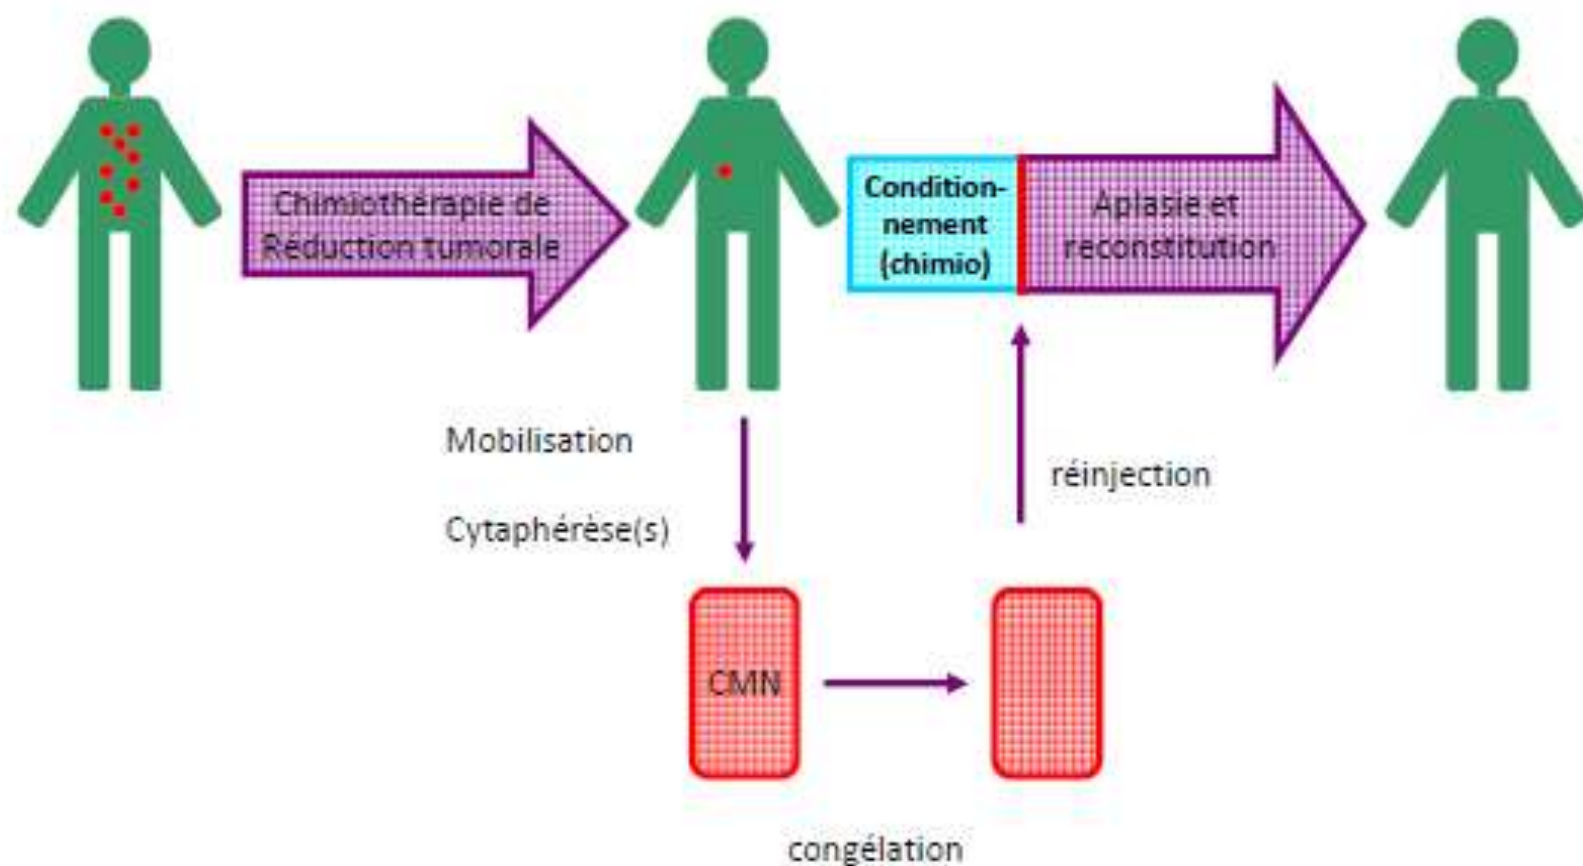 Chimiothérapie de
Réduction tumorale
Condition-
nement
(chimio)
Aplasie et
reconstitution
Mobilisation
Cytaphérèse(s)
réinjection
CMN
congélation